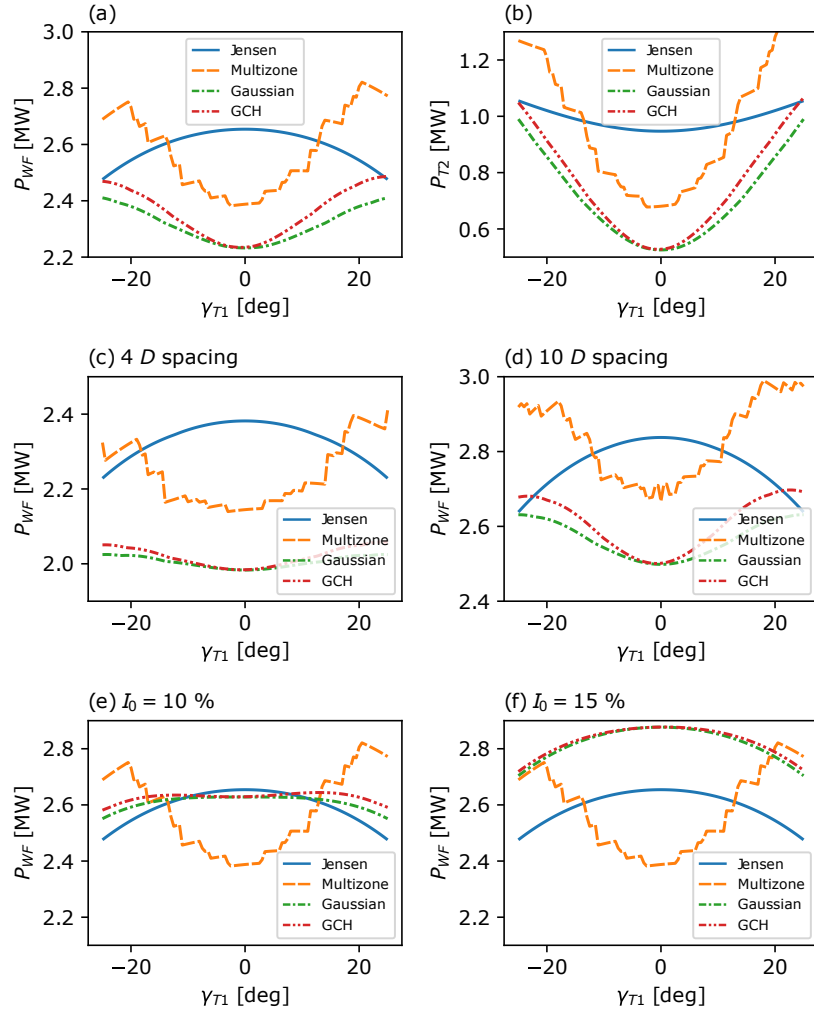 (a)
3.0
2.8
2.6
2.4
2.2
P_WF [MW]
Jensen
Multizone
Gaussian
GCH
−20 0 20
γ_T1 [deg]
(b)
1.2
1.0
0.8
0.6
P_T2 [MW]
Jensen
Multizone
Gaussian
GCH
−20 0 20
γ_T1 [deg]
(c) 4 D spacing
2.4
2.2
2.0
P_WF [MW]
Jensen
Multizone
Gaussian
GCH
−20 0 20
γ_T1 [deg]
(d) 10 D spacing
3.0
2.8
2.6
2.4
P_WF [MW]
Jensen
Multizone
Gaussian
GCH
−20 0 20
γ_T1 [deg]
(e) I_0 = 10 %
2.8
2.6
2.4
2.2
P_WF [MW]
Jensen
Multizone
Gaussian
GCH
−20 0 20
γ_T1 [deg]
(f) I_0 = 15 %
2.8
2.6
2.4
2.2
P_WF [MW]
Jensen
Multizone
Gaussian
GCH
−20 0 20
γ_T1 [deg]